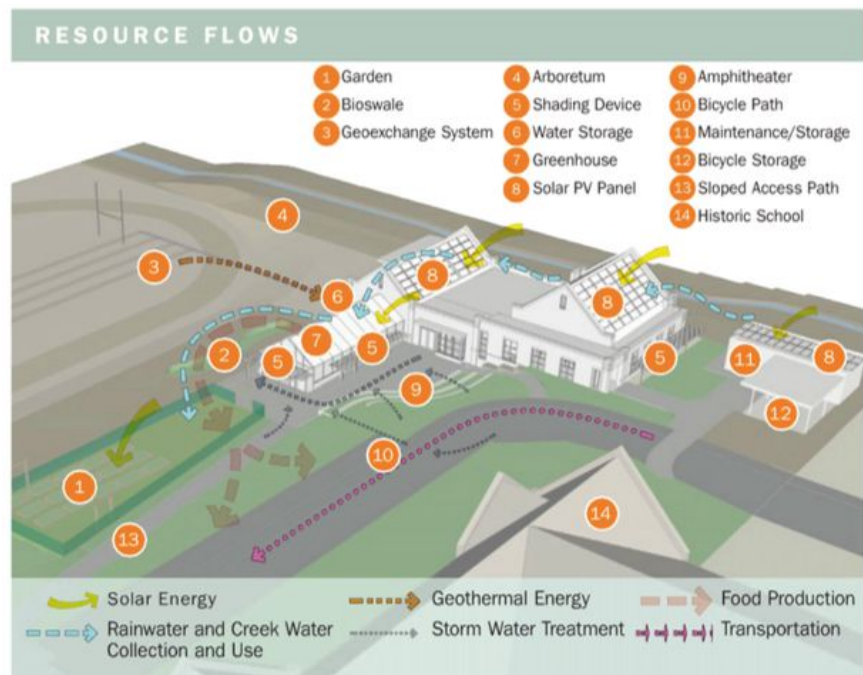 RESOURCE FLOWS
1 Garden
2 Bioswale
3 Geoexchange System
4 Arboretum
5 Shading Device
6 Water Storage
7 Greenhouse
8 Solar PV Panel
9 Amphitheater
10 Bicycle Path
11 Maintenance/Storage
12 Bicycle Storage
13 Sloped Access Path
14 Historic School
4
3
8
6
8
2
7
5
5
5
11
8
9
12
10
1
14
13
Solar Energy
Rainwater and Creek Water
Collection and Use
Geothermal Energy
Storm Water Treatment
Food Production
Transportation